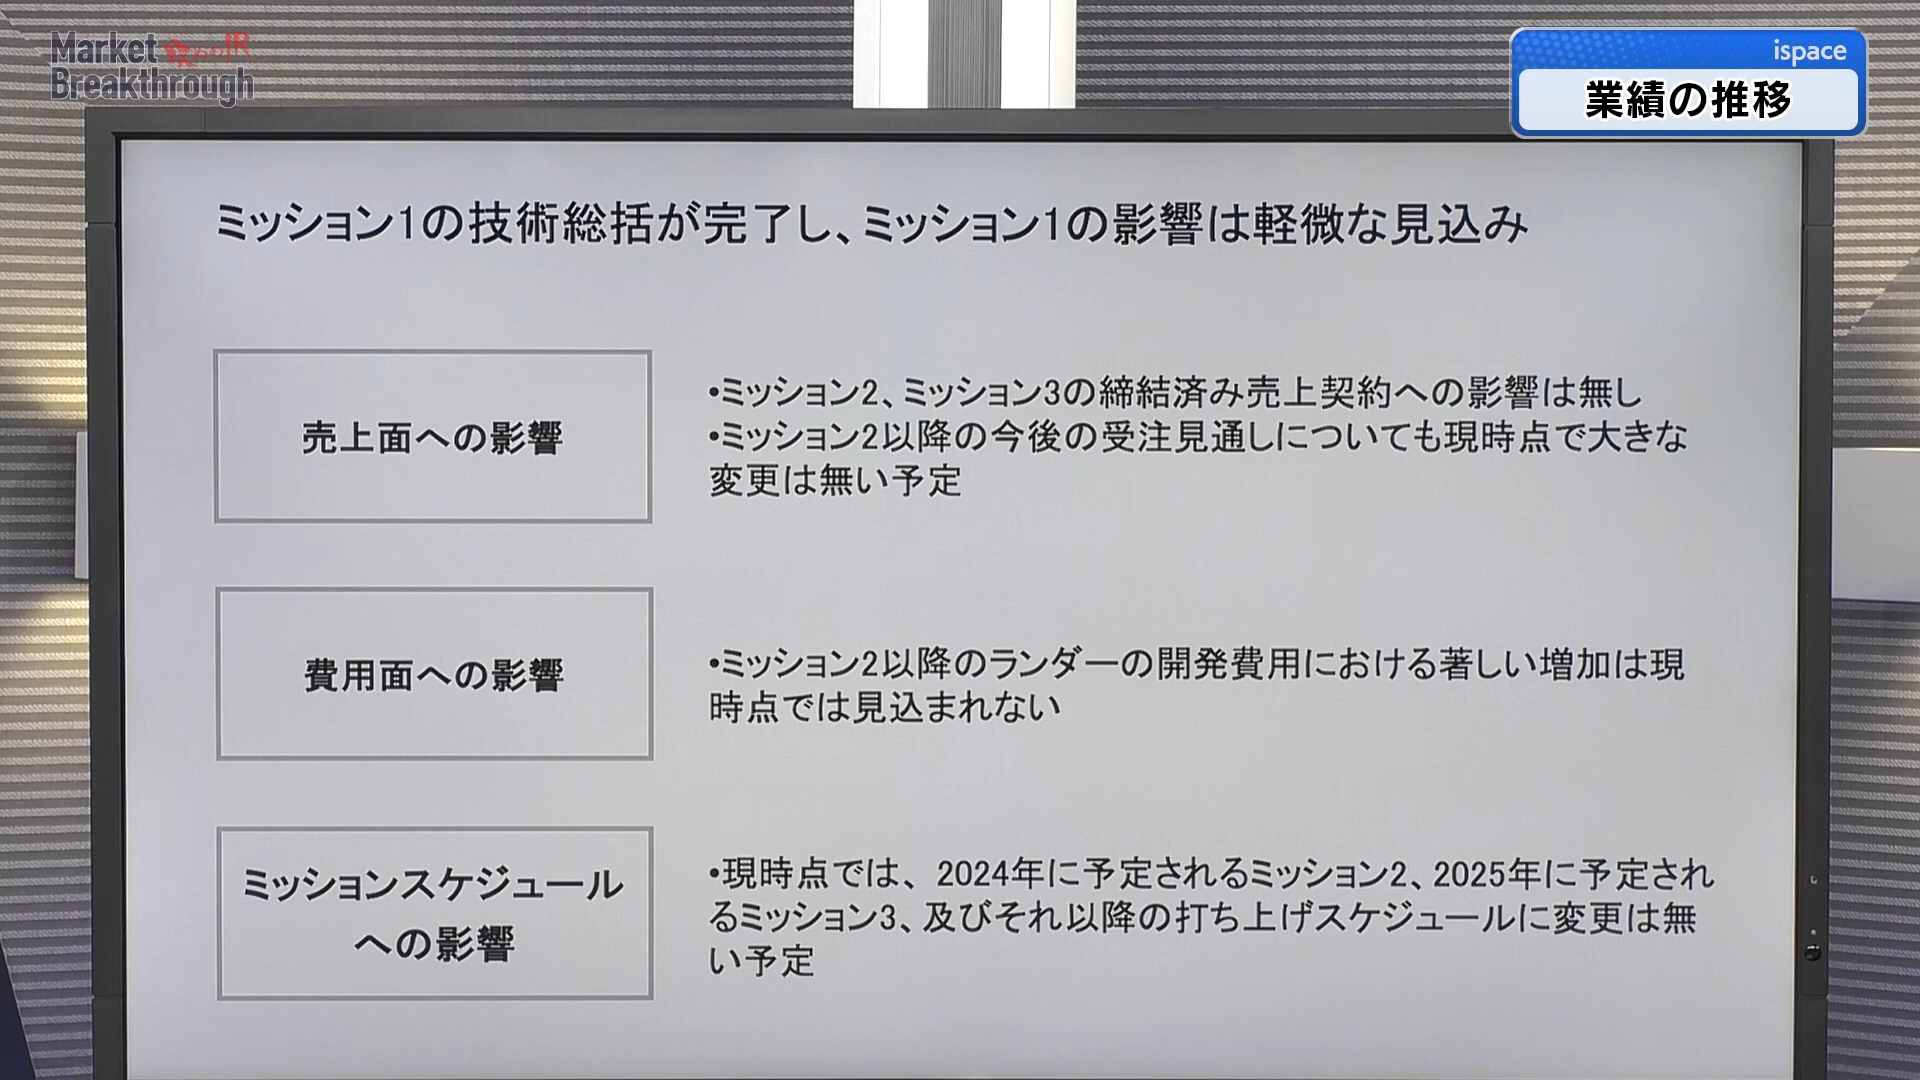 Market
Breakthrough
ispace
業績の推移
ミッション1の技術総括が完了し、ミッション1の影響は軽微な見込み
売上面への影響
•ミッション2、ミッション3の締結済み売上契約への影響は無し
•ミッション2以降の今後の受注見通しについても現時点で大きな
変更は無い予定
費用面への影響
•ミッション2以降のランダーの開発費用における著しい増加は現
時点では見込まれない
ミッションスケジュール
への影響
•現時点では、2024年に予定されるミッション2、2025年に予定され
るミッション3、及びそれ以降の打ち上げスケジュールに変更は無
い予定